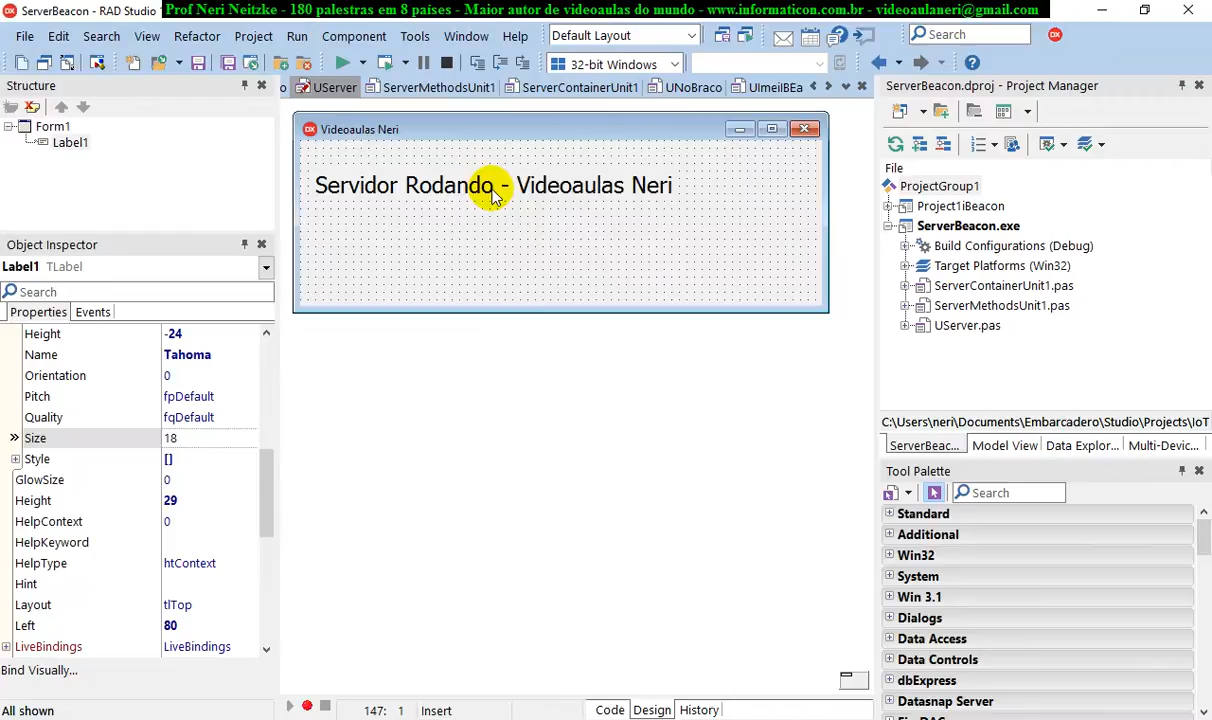 ServerBeacon - RAD Studio
Prof Neri Neitzke - 180 palestras em 8 países - Maior autor de videoaulas do mundo - www.informaticon.com.br - videoaulaneri@gmail.com
File Edit Search View Refactor Project Run Component Tools Window Help
Default Layout
Search
32-bit Windows
Structure
UServer ServerMethodsUnit1 ServerContainerUnit1 UNoBraco UImeilBEa
ServerBeacon.dproj - Project Manager
Form1
Label1
Videoaulas Neri
Servidor Rodando - Videoaulas Neri
File
ProjectGroup1
Project1iBeacon
ServerBeacon.exe
Build Configurations (Debug)
Target Platforms (Win32)
ServerContainerUnit1.pas
ServerMethodsUnit1.pas
UServer.pas
Object Inspector
Label1 TLabel
Search
Properties Events
Height -24
Name Tahoma
Orientation 0
Pitch fpDefault
Quality fqDefault
Size 18
Style []
GlowSize 0
Height 29
HelpContext 0
HelpKeyword
HelpType htContext
Hint
Layout tlTop
Left 80
LiveBindings LiveBindings
Bind Visually...
All shown
C:\Users\neri\Documents\Embarcadero\Studio\Projects\IoT
ServerBeac... Model View Data Explor... Multi-Devic...
Tool Palette
Search
Standard
Additional
Win32
System
Win 3.1
Dialogs
Data Access
Data Controls
dbExpress
Datasnap Server
147: 1 Insert
Code Design History